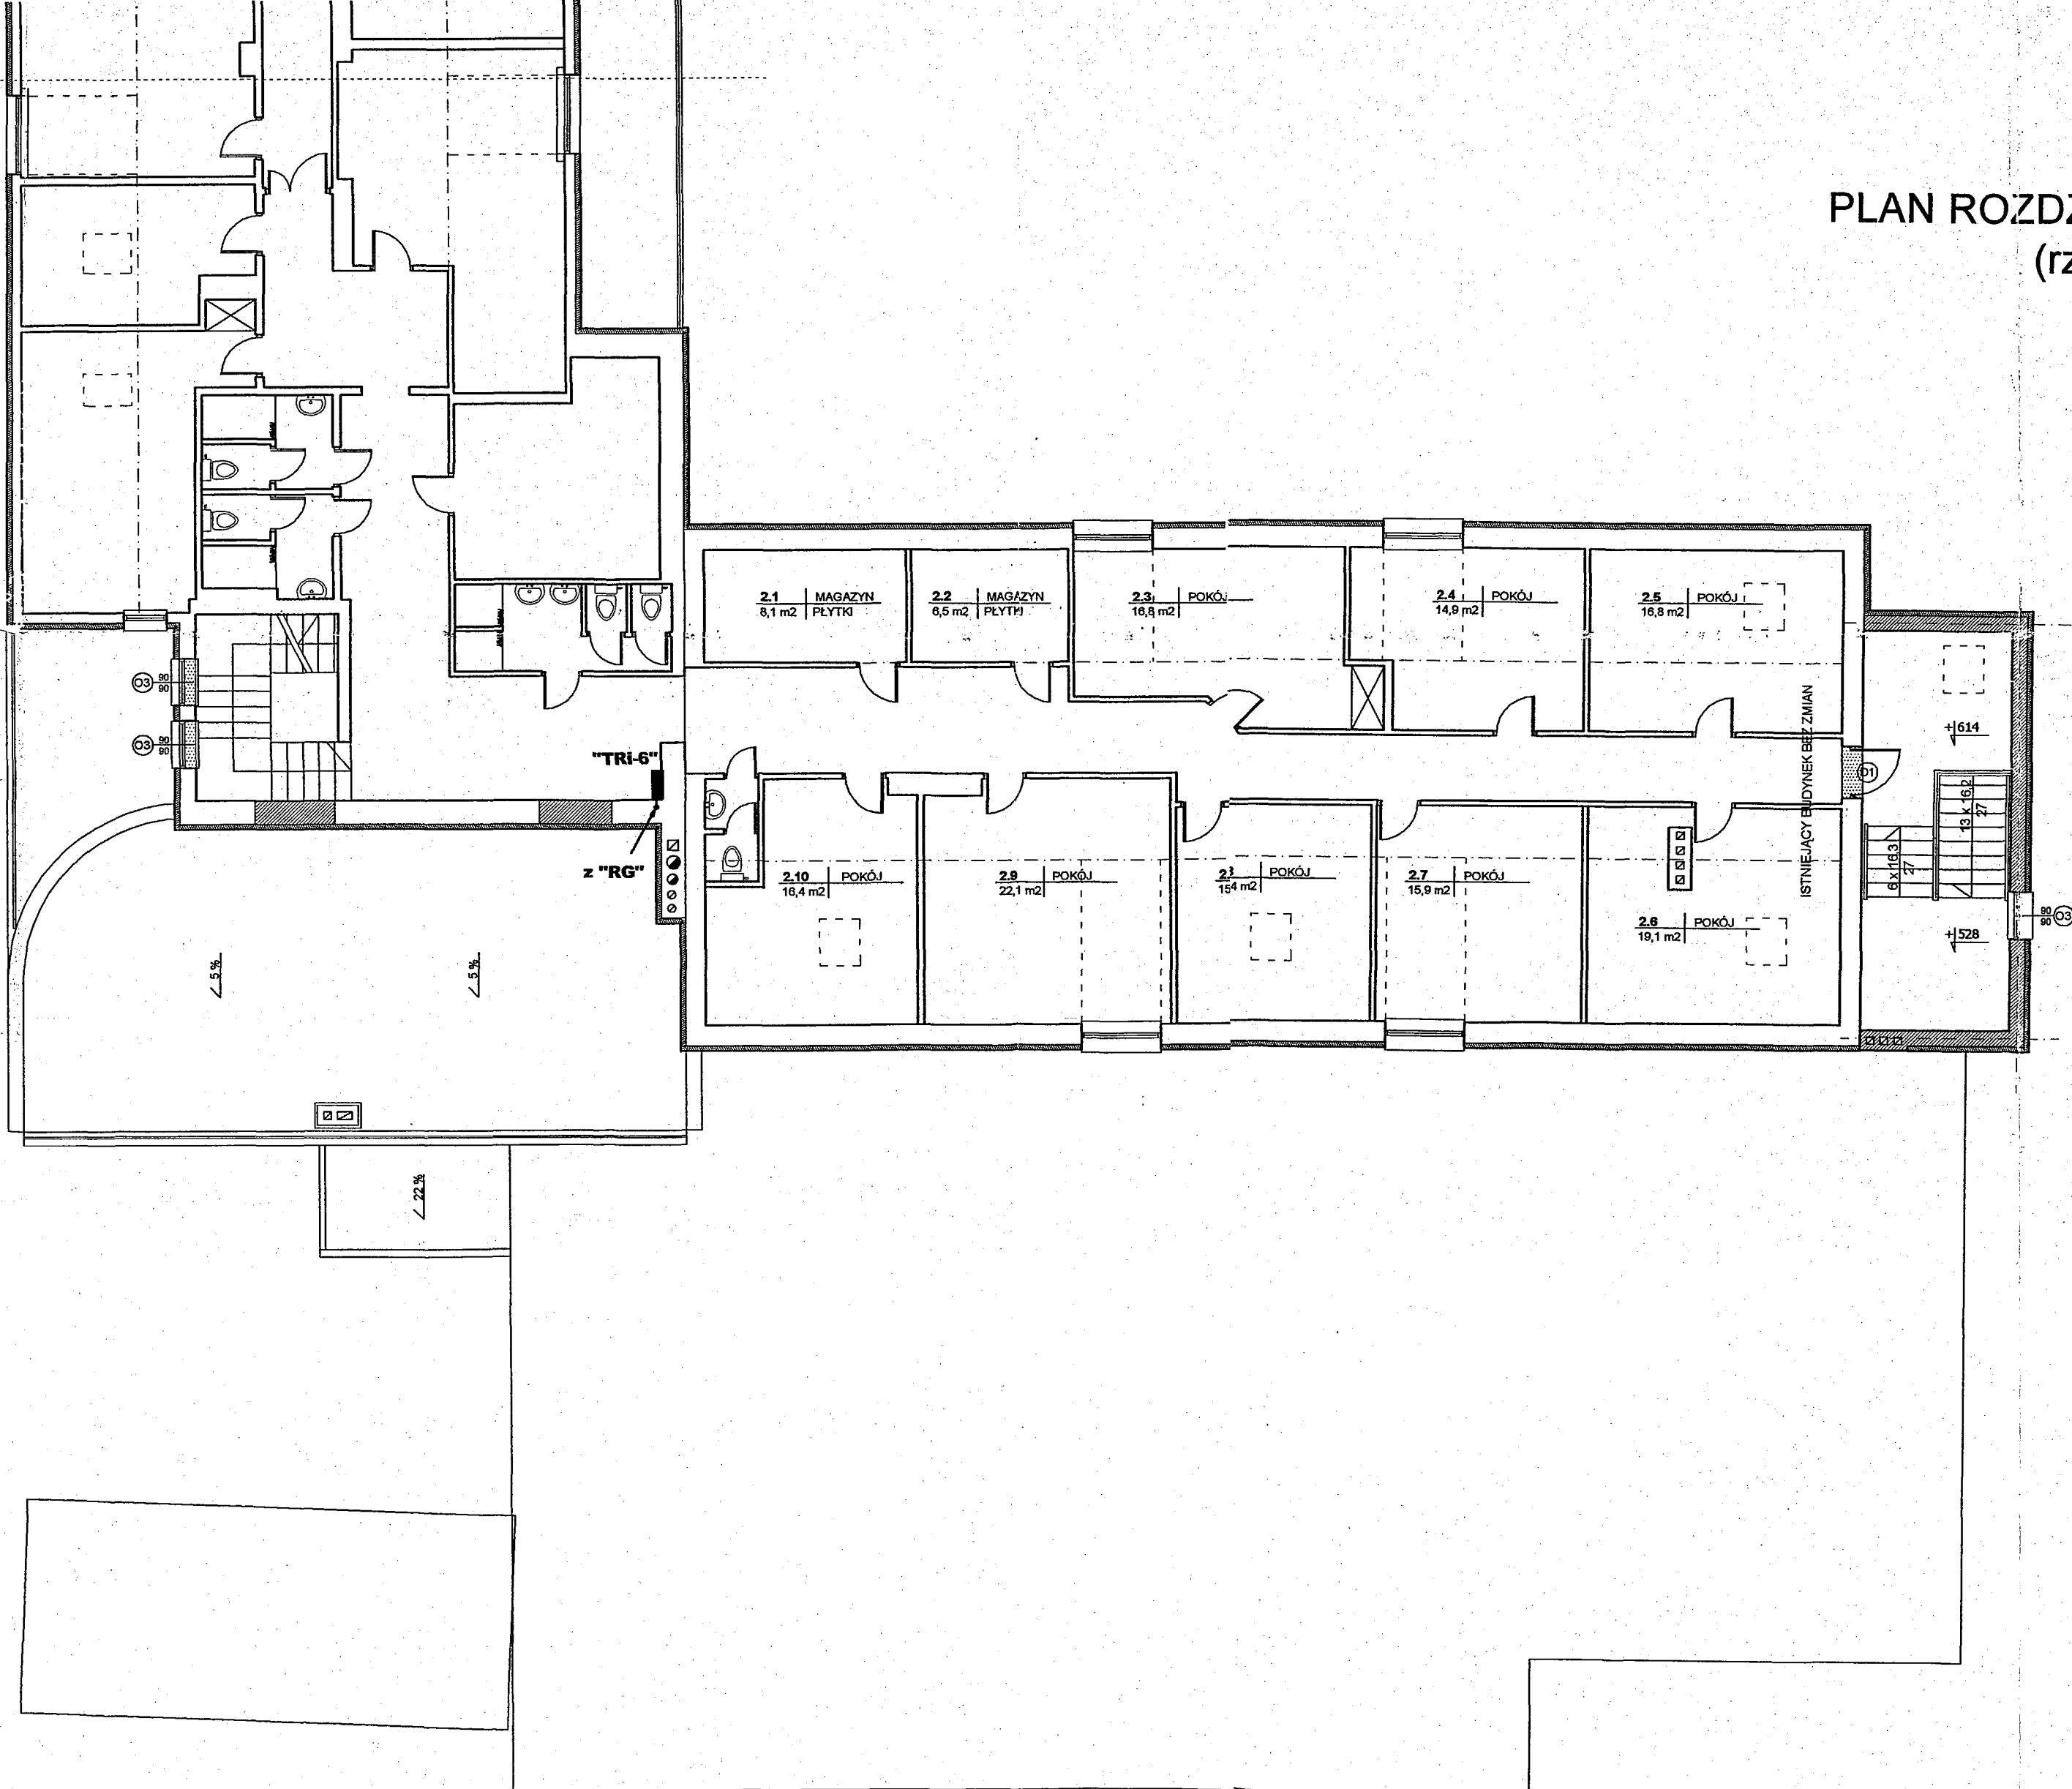 PLAN ROZDZ
(rz
2.1 MAGAZYN
8,1 m2 PŁYTKI
2.2 MAGAZYN
6,5 m2 PŁYTKI
2.3 POKÓJ
16,8 m2
2.4 POKÓJ
14,9 m2
2.5 POKÓJ
16,8 m2
O3 90
90
O3 90
90
"TRi-6"
z "RG"
ISTNIEJĄCY BUDYNEK BEZ ZMIAN
+614
O1
13 x 16,2
27
6 x 16,3
27
2.10 POKÓJ
16,4 m2
2.9 POKÓJ
22,1 m2
POKÓJ
2.7 POKÓJ
15,9 m2
2.6 POKÓJ
19,1 m2
90
90 O3
+528
5 %
5 %
22 %